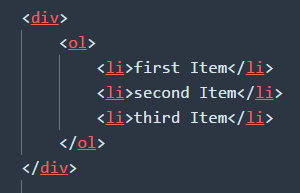 <div>
<ol>
<li>first Item</li>
<li>second Item</li>
<li>third Item</li>
</ol>
</div>